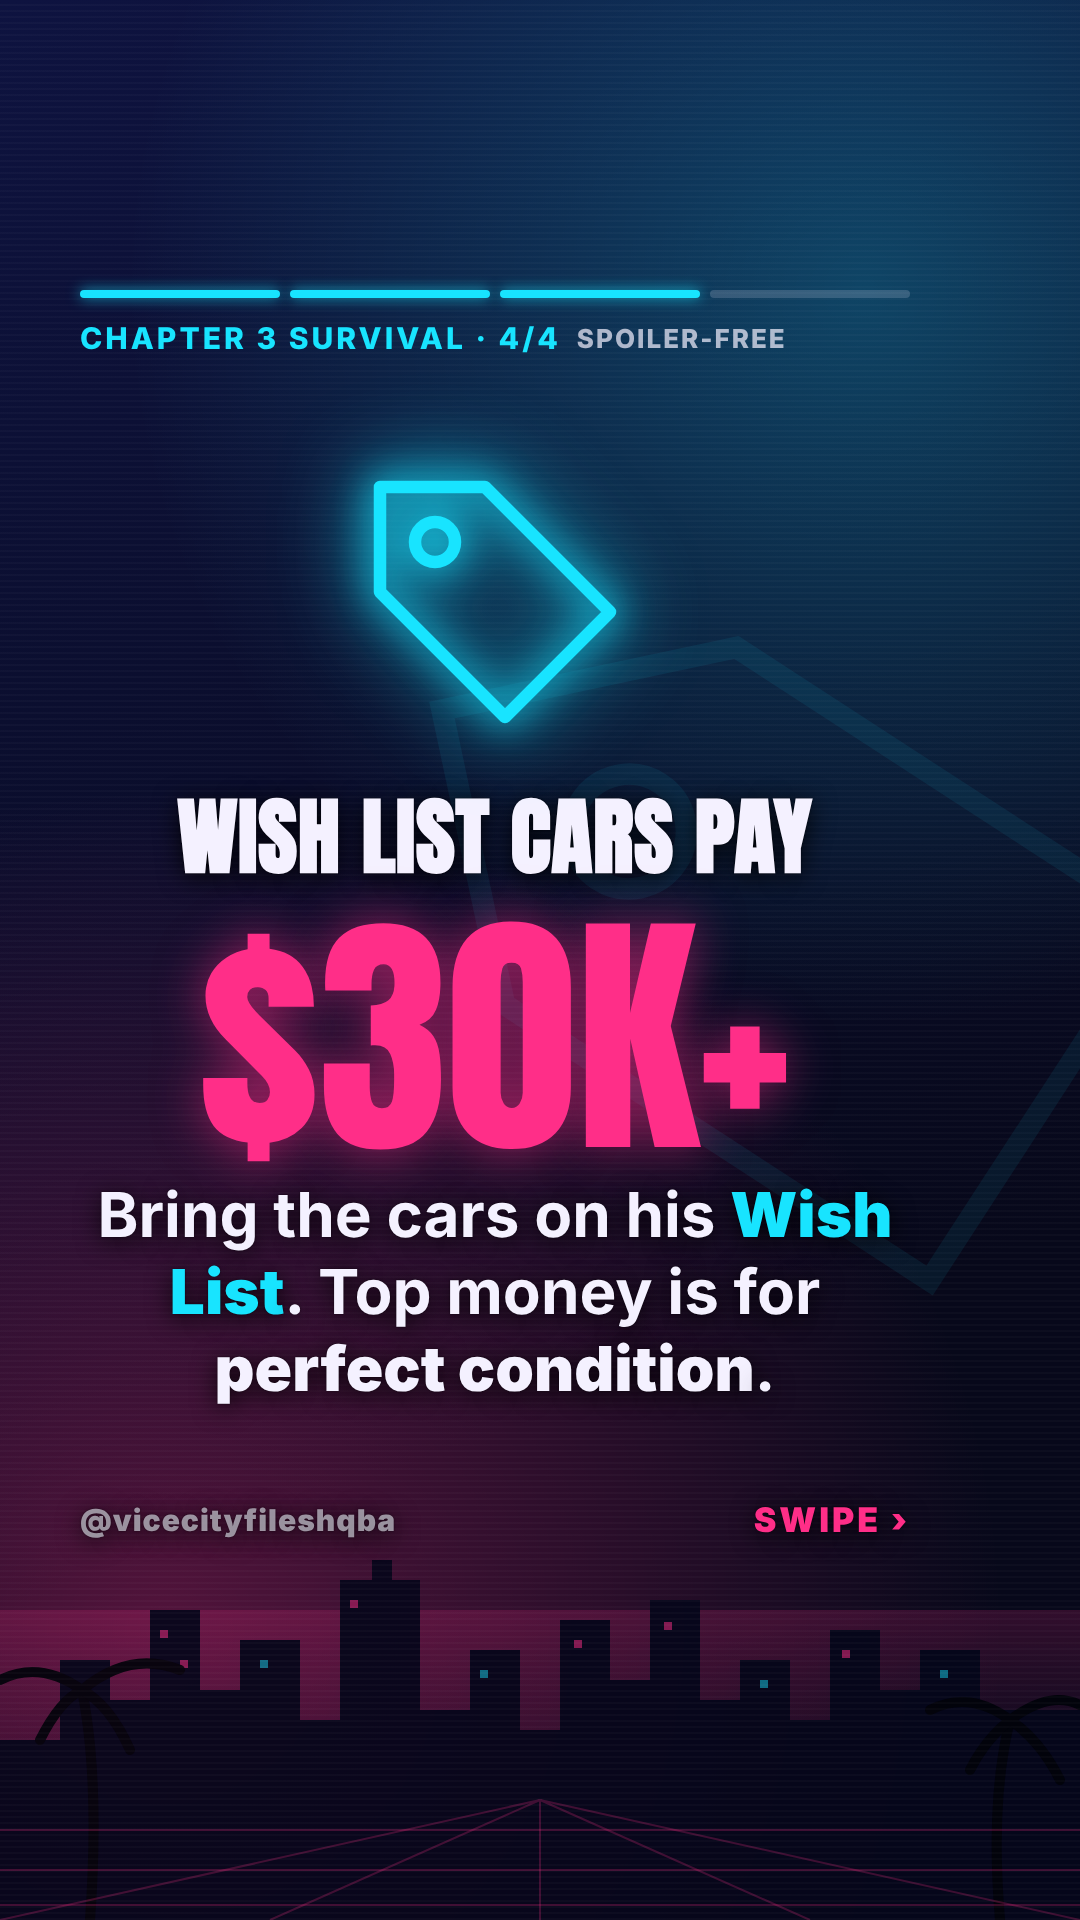 CHAPTER 3 SURVIVAL · 4/4 SPOILER-FREE
WISH LIST CARS PAY
$30K+
Bring the cars on his Wish
List. Top money is for
perfect condition.
@vicecityfileshqba
SWIPE ›